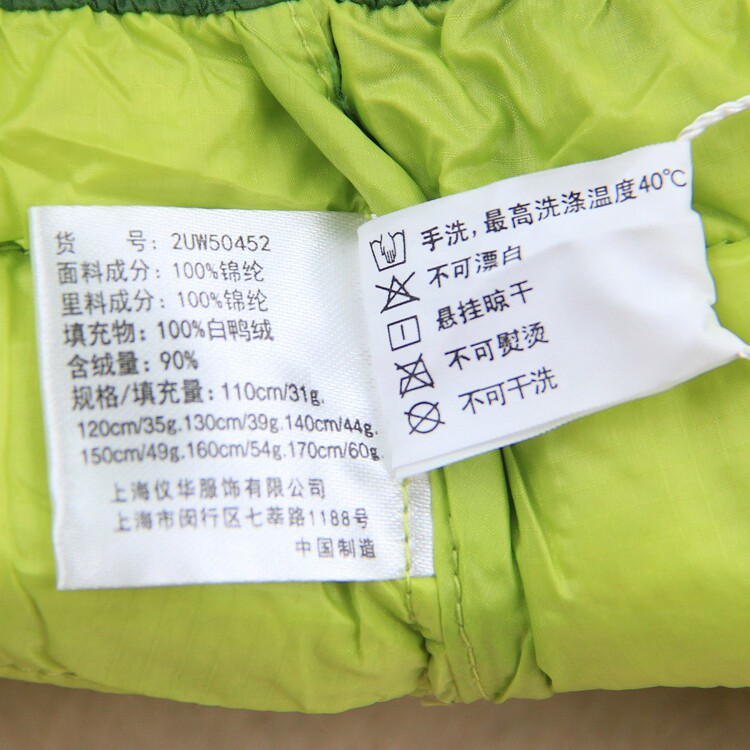 货 号: 2UW50452
面料成分: 100%锦纶
里料成分: 100%锦纶
填充物: 100%白鸭绒
含绒量: 90%
规格/填充量: 110cm/31g.
120cm/35g.130cm/39g.140cm/44g.
150cm/49g.160cm/54g.170cm/60g.
上海仪华服饰有限公司
上海市闵行区七莘路1188号
中国制造
手洗,最高洗涤温度40℃
不可漂白
悬挂晾干
不可熨烫
不可干洗